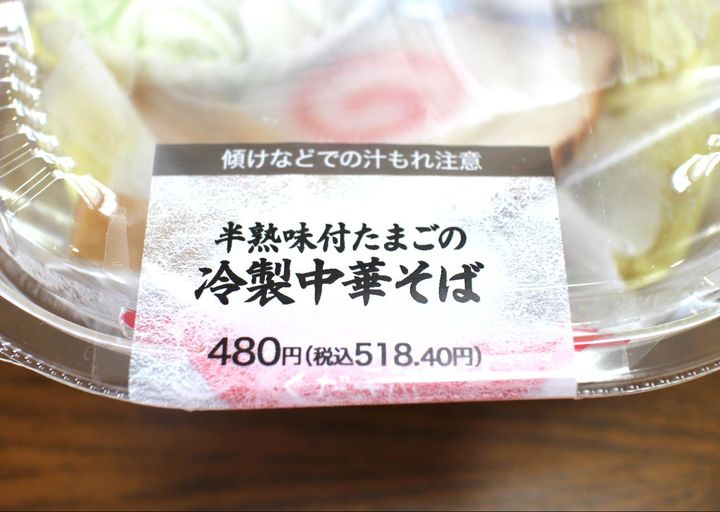 傾けなどでの汁もれ注意
半熟味付たまごの
冷製中華そば
480円(税込518.40円)